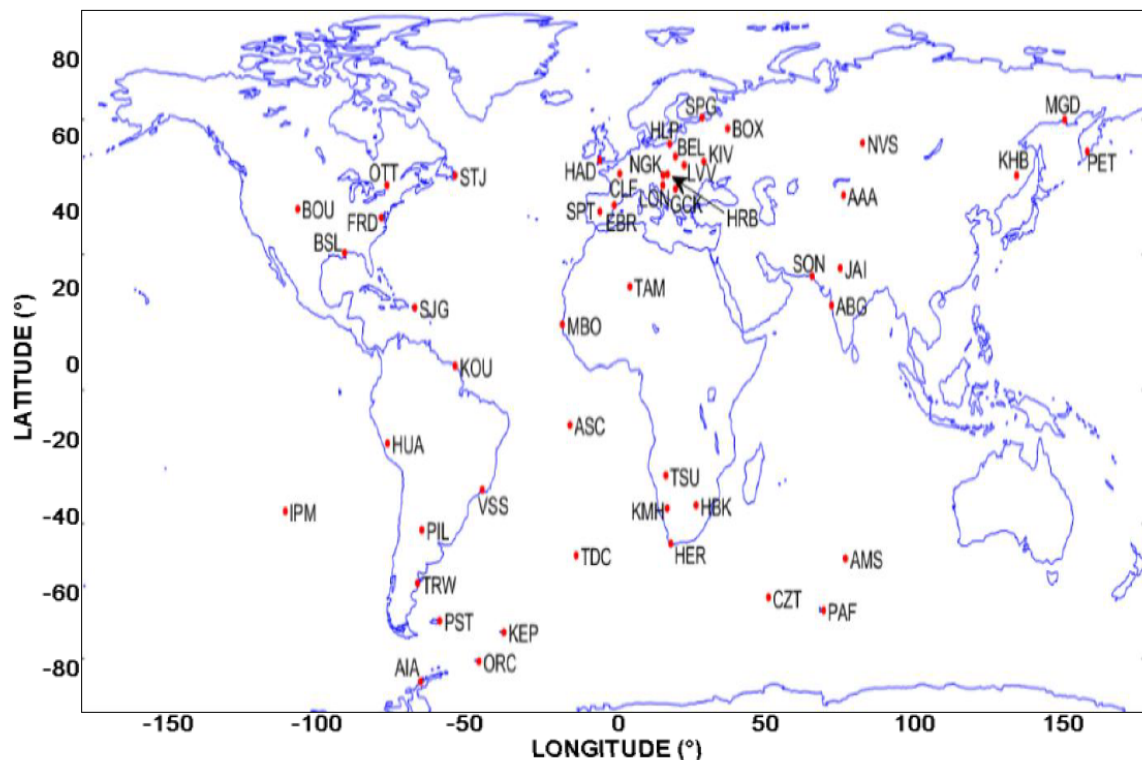 80
60
40
20
0
-20
-40
-60
-80
LATITUDE (°)
SPG
MGD
HLP
BOX
BEL
KIV
NVS
PET
KHB
HAD
NGK
LVV
OTT
STJ
CLF
AAA
BOU
FRD
SPT
LON
GCK
HRB
EBR
BSL
SON
JAI
TAM
SJG
ABG
MBO
KOU
ASC
HUA
TSU
VSS
KMH
HBK
IPM
PIL
HER
TDC
AMS
TRW
CZT
PAF
PST
KEP
ORC
AIA
-150 -100 -50 0 50 100 150
LONGITUDE (°)